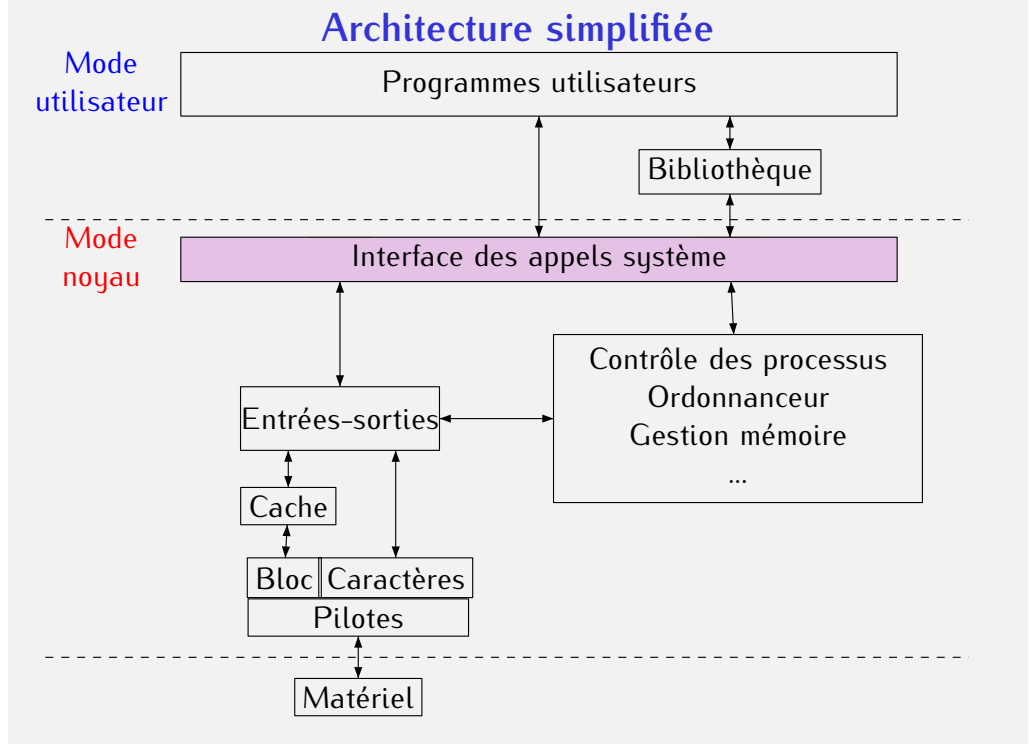 Architecture simplifiée
Mode
utilisateur
Programmes utilisateurs
Bibliothèque
Mode
noyau
Interface des appels système
Contrôle des processus
Ordonnanceur
Gestion mémoire
...
Entrées-sorties
Cache
Bloc
Caractères
Pilotes
Matériel